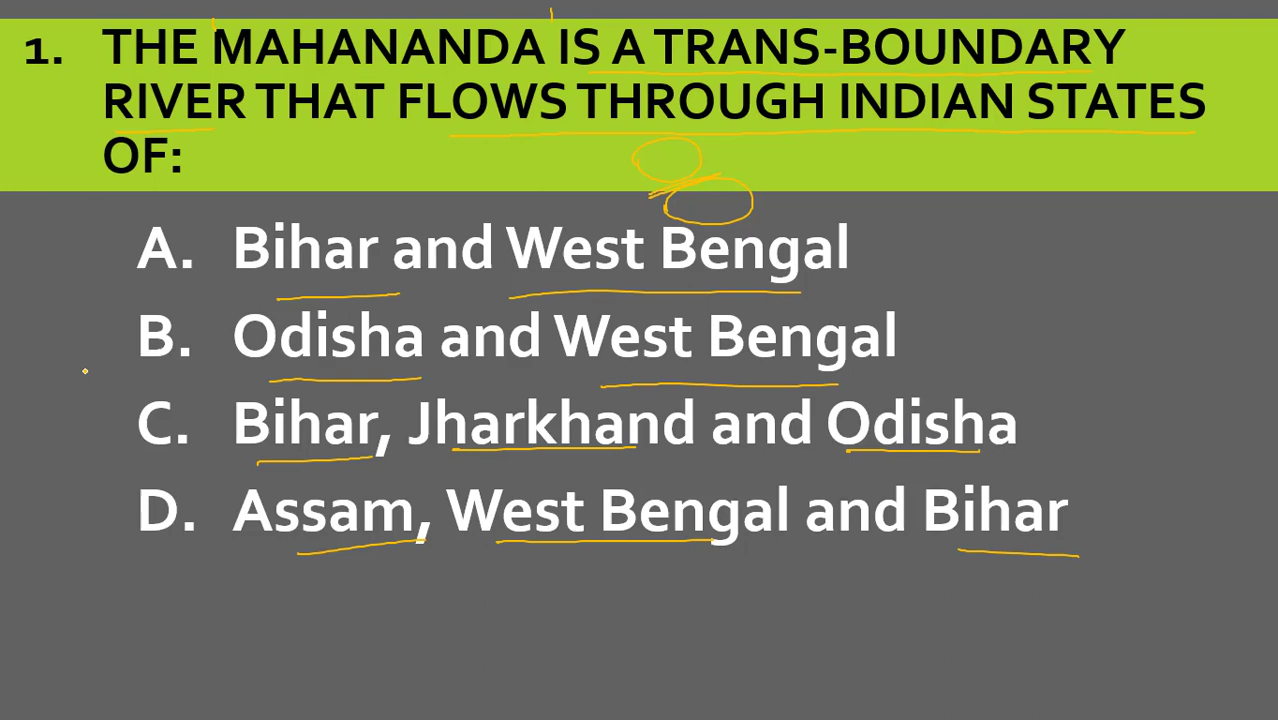 1. THE MAHANANDA IS A TRANS-BOUNDARY
RIVER THAT FLOWS THROUGH INDIAN STATES
OF:
A. Bihar and West Bengal
B. Odisha and West Bengal
C. Bihar, Jharkhand and Odisha
D. Assam, West Bengal and Bihar